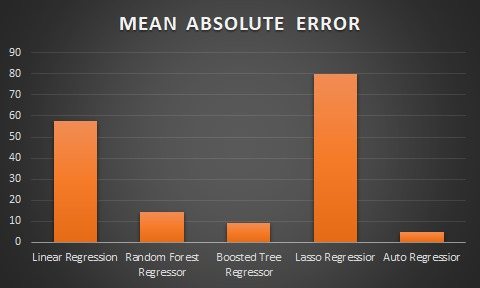 MEAN ABSOLUTE ERROR
90
80
70
60
50
40
30
20
10
0
Linear Regression
Random Forest
Regressor
Boosted Tree
Regressor
Lasso Regressior
Auto Regressior